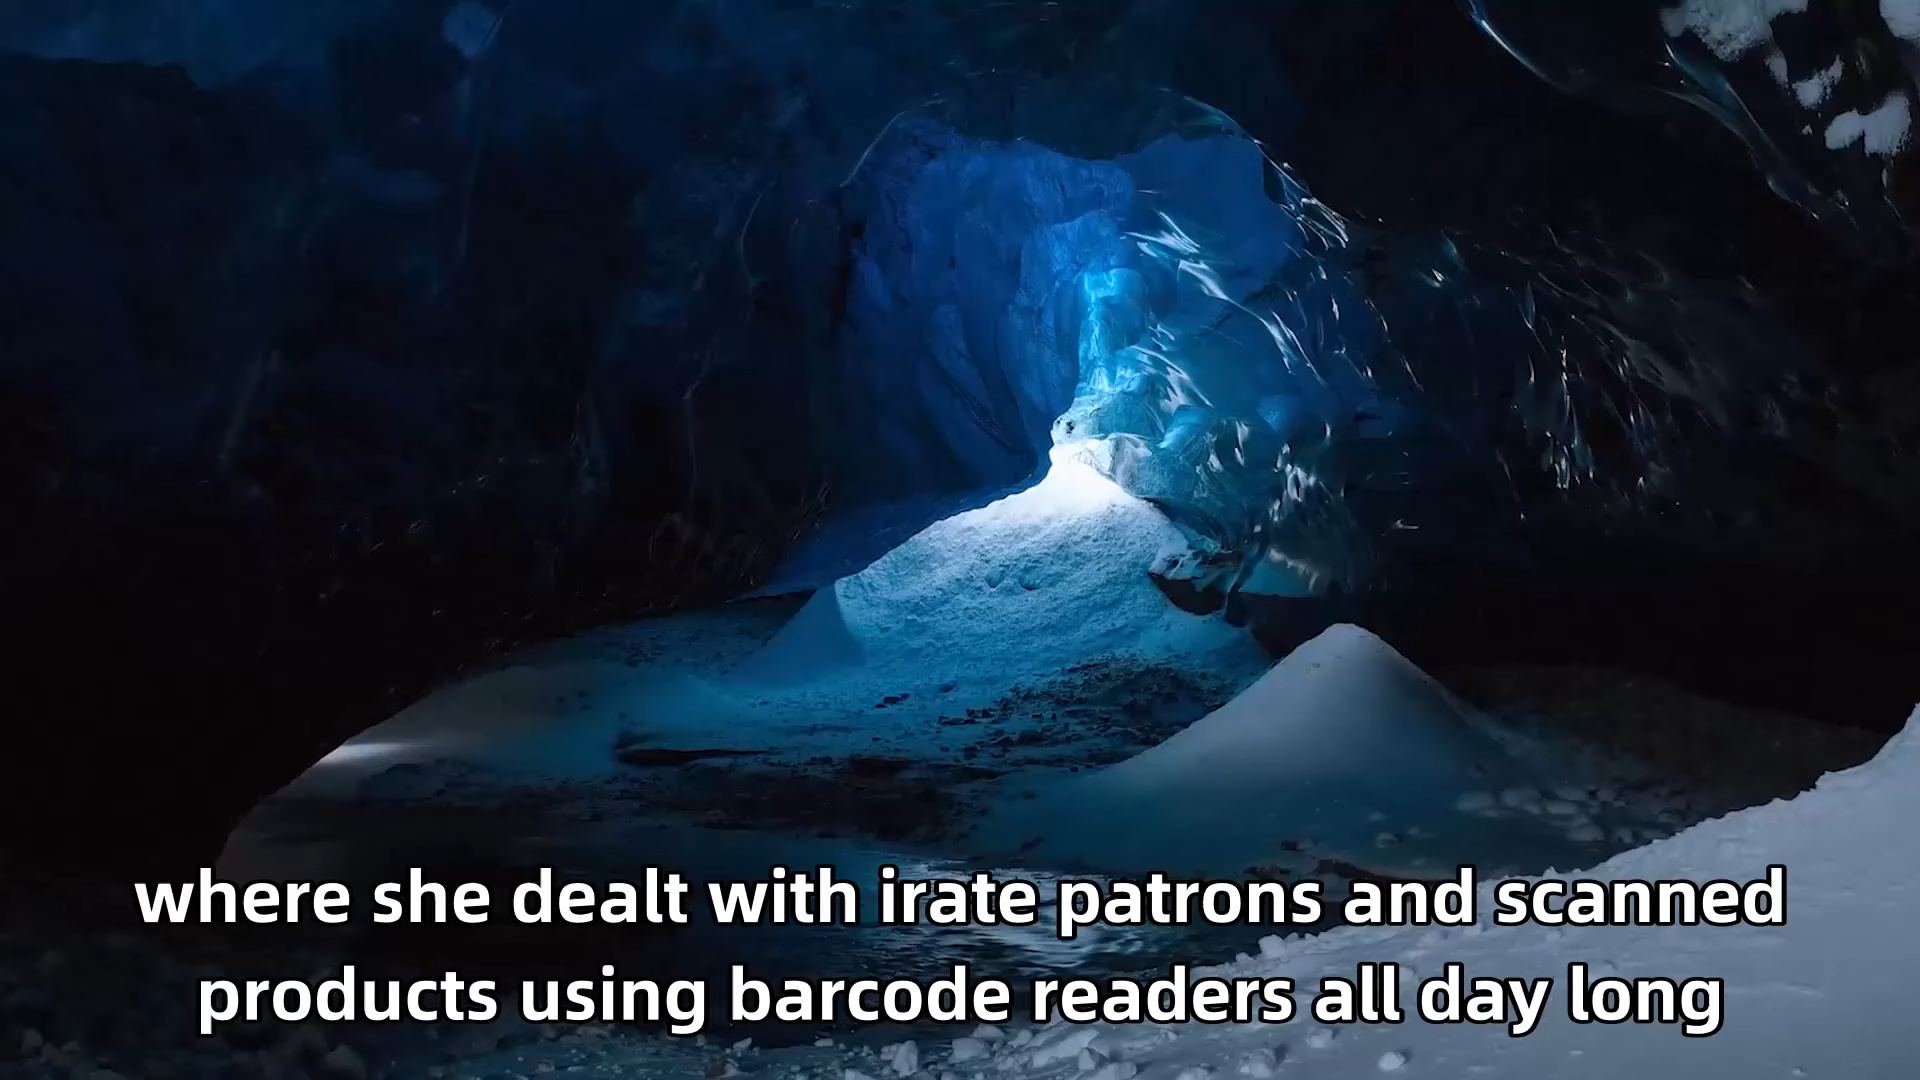 where she dealt with irate patrons and scanned
products using barcode readers all day long